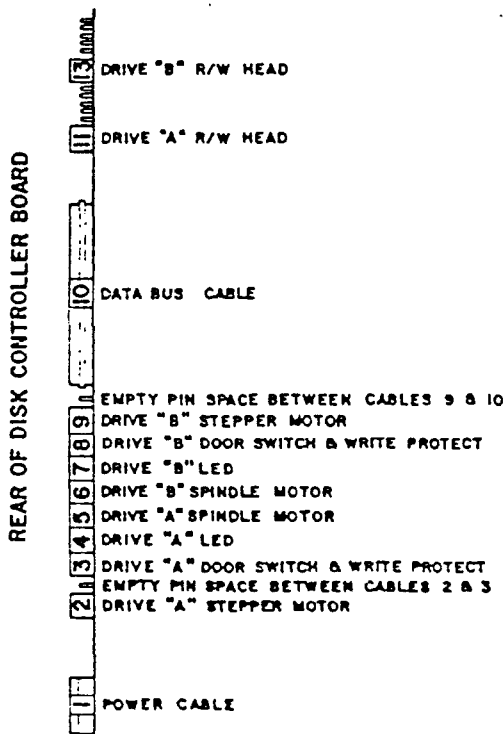 REAR OF DISK CONTROLLER BOARD
13 DRIVE "B" R/W HEAD
11 DRIVE "A" R/W HEAD
10 DATA BUS CABLE
EMPTY PIN SPACE BETWEEN CABLES 9 & 10
9 DRIVE "B" STEPPER MOTOR
8 DRIVE "B" DOOR SWITCH & WRITE PROTECT
7 DRIVE "B" LED
6 DRIVE "B" SPINDLE MOTOR
5 DRIVE "A" SPINDLE MOTOR
4 DRIVE "A" LED
3 DRIVE "A" DOOR SWITCH & WRITE PROTECT
EMPTY PIN SPACE BETWEEN CABLES 2 & 3
2 DRIVE "A" STEPPER MOTOR
1 POWER CABLE